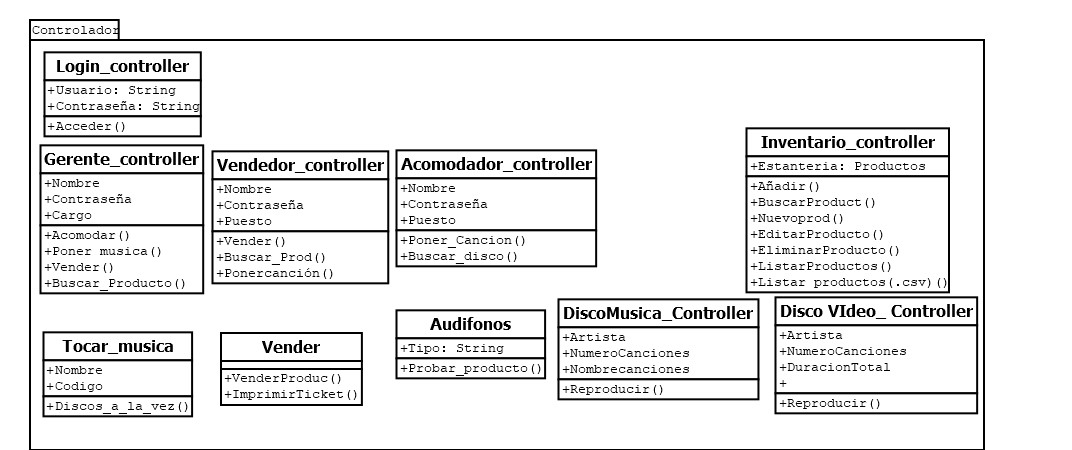 Controlador
Login_controller
+Usuario: String
+Contraseña: String
+Acceder()
Gerente_controller
+Nombre
+Contraseña
+Cargo
+Acomodar()
+Poner musica()
+Vender()
+Buscar_Producto()
Vendedor_controller
+Nombre
+Contraseña
+Puesto
+Vender()
+Buscar_Prod()
+Ponercanción()
Acomodador_controller
+Nombre
+Contraseña
+Puesto
+Poner_Cancion()
+Buscar_disco()
Inventario_controller
+Estanteria: Productos
+Añadir()
+BuscarProduct()
+Nuevoprod()
+EditarProducto()
+EliminarProducto()
+ListarProductos()
+Listar productos(.csv)()
Tocar_musica
+Nombre
+Codigo
+Discos_a_la_vez()
Vender
+VenderProduc()
+ImprimirTicket()
Audifonos
+Tipo: String
+Probar_producto()
DiscoMusica_Controller
+Artista
+NumeroCanciones
+Nombrecanciones
+Reproducir()
Disco VIdeo_ Controller
+Artista
+NumeroCanciones
+DuracionTotal
+
+Reproducir()